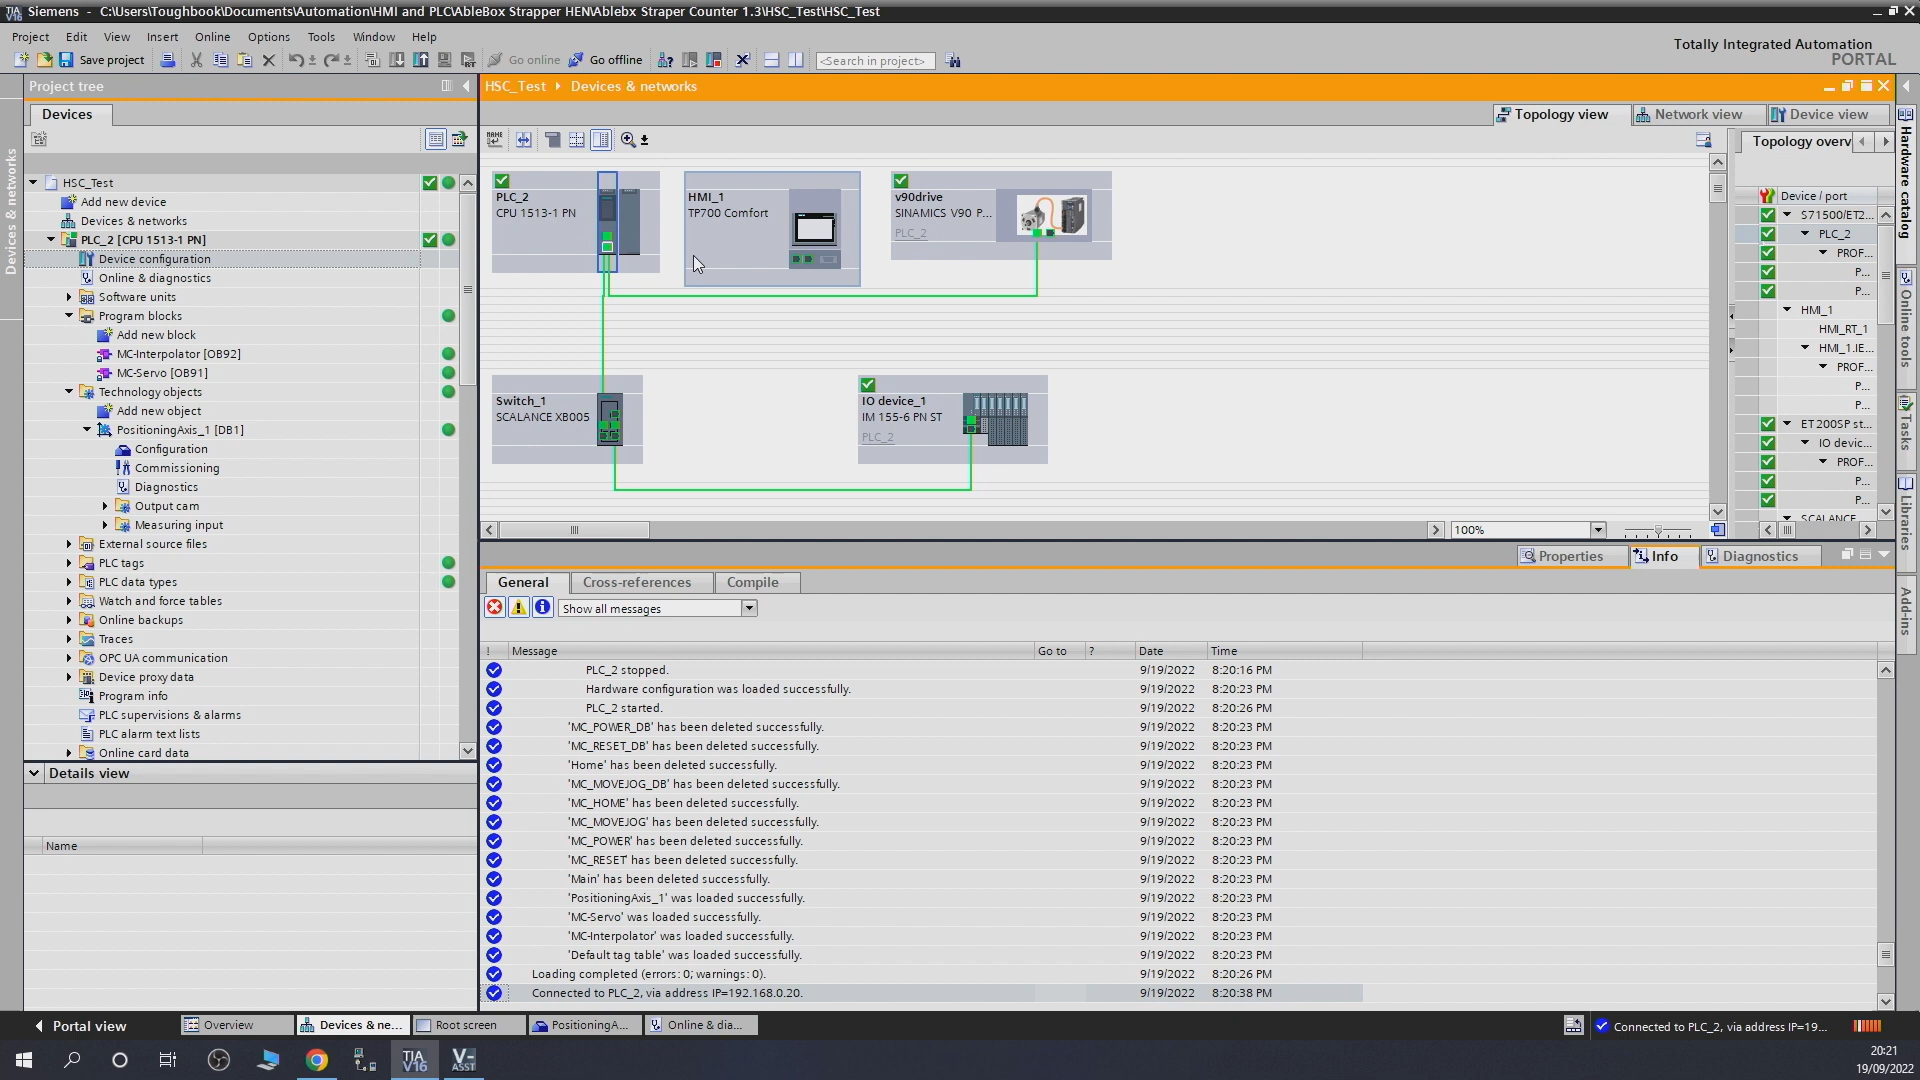 Siemens - C:\Users\Toughbook\Documents\Automation\HMI and PLC\AbleBox Strapper HEN\Ablebx Straper Counter 1.3\HSC_Test\HSC_Test
Project Edit View Insert Online Options Tools Window Help
Totally Integrated Automation
PORTAL
Save project
Go online
Go offline
<Search in project>
Project tree
HSC_Test
Devices & networks
Devices
Topology view
Network view
Device view
Devices & networks
HSC_Test
Add new device
Devices & networks
PLC_2 [CPU 1513-1 PN]
Device configuration
Online & diagnostics
Software units
Program blocks
Add new block
MC-Interpolator [OB92]
MC-Servo [OB91]
Technology objects
Add new object
PositioningAxis_1 [DB1]
Configuration
Commissioning
Diagnostics
Output cam
Measuring input
External source files
PLC tags
PLC data types
Watch and force tables
Online backups
Traces
OPC UA communication
Device proxy data
Program info
PLC supervisions & alarms
PLC alarm text lists
Online card data
Details view
Name
PLC_2
CPU 1513-1 PN
HMI_1
TP700 Comfort
v90drive
SINAMICS V90 P...
PLC_2
Switch_1
SCALANCE XB005
IO device_1
IM 155-6 PN ST
PLC_2
100%
Topology overv
Device / port
S71500/ET2...
PLC_2
PROF...
P...
P...
HMI_1
HMI_RT_1
HMI_1.IE...
PROF...
P...
P...
ET 200SP st...
IO devic...
PROF...
P...
P...
SCALANCE
Hardware catalog
Online tools
Tasks
Libraries
Add-ins
Properties
Info
Diagnostics
General
Cross-references
Compile
Show all messages
! Message Go to ? Date Time
PLC_2 stopped. 9/19/2022 8:20:16 PM
Hardware configuration was loaded successfully. 9/19/2022 8:20:23 PM
PLC_2 started. 9/19/2022 8:20:26 PM
'MC_POWER_DB' has been deleted successfully. 9/19/2022 8:20:23 PM
'MC_RESET_DB' has been deleted successfully. 9/19/2022 8:20:23 PM
'Home' has been deleted successfully. 9/19/2022 8:20:23 PM
'MC_MOVEJOG_DB' has been deleted successfully. 9/19/2022 8:20:23 PM
'MC_HOME' has been deleted successfully. 9/19/2022 8:20:23 PM
'MC_MOVEJOG' has been deleted successfully. 9/19/2022 8:20:23 PM
'MC_POWER' has been deleted successfully. 9/19/2022 8:20:23 PM
'MC_RESET' has been deleted successfully. 9/19/2022 8:20:23 PM
'Main' has been deleted successfully. 9/19/2022 8:20:23 PM
'PositioningAxis_1' was loaded successfully. 9/19/2022 8:20:23 PM
'MC-Servo' was loaded successfully. 9/19/2022 8:20:23 PM
'MC-Interpolator' was loaded successfully. 9/19/2022 8:20:23 PM
'Default tag table' was loaded successfully. 9/19/2022 8:20:23 PM
Loading completed (errors: 0; warnings: 0). 9/19/2022 8:20:26 PM
Connected to PLC_2, via address IP=192.168.0.20. 9/19/2022 8:20:38 PM
Portal view
Overview
Devices & ne...
Root screen
PositioningA...
Online & dia...
Connected to PLC_2, via address IP=19...
TIA
V16
V-
ASST
20:21
19/09/2022